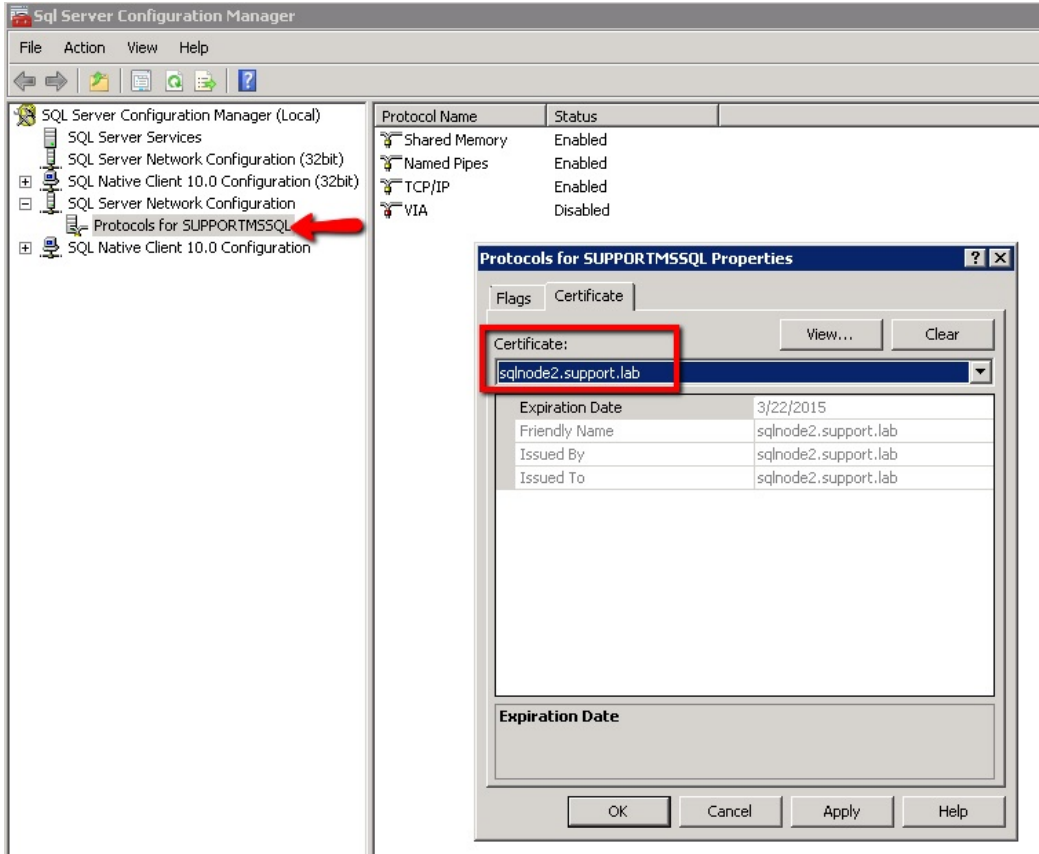 Sql Server Configuration Manager
File Action View Help
SQL Server Configuration Manager (Local)
SQL Server Services
SQL Server Network Configuration (32bit)
SQL Native Client 10.0 Configuration (32bit)
SQL Server Network Configuration
Protocols for SUPPORTMSSQL
SQL Native Client 10.0 Configuration
Protocol Name Status
Shared Memory Enabled
Named Pipes Enabled
TCP/IP Enabled
VIA Disabled
Protocols for SUPPORTMSSQL Properties
Flags Certificate
View... Clear
Certificate:
sqlnode2.support.lab
Expiration Date 3/22/2015
Friendly Name sqlnode2.support.lab
Issued By sqlnode2.support.lab
Issued To sqlnode2.support.lab
Expiration Date
OK Cancel Apply Help